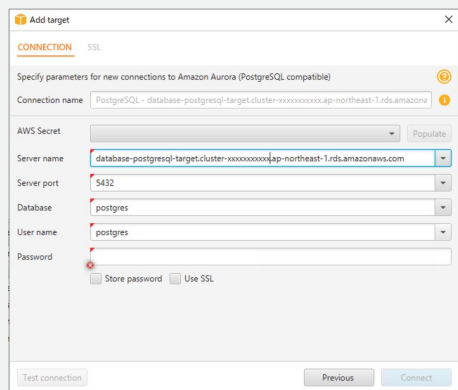 Add target
CONNECTION SSL
Specify parameters for new connections to Amazon Aurora (PostgreSQL compatible)
Connection name PostgreSQL - database-postgresql-target.cluster-xxxxxxxxxx.ap-northeast-1.rds.amazona
AWS Secret Populate
Server name database-postgresql-target.cluster-xxxxxxxxxx.ap-northeast-1.rds.amazonaws.com
Server port 5432
Database postgres
User name postgres
Password
Store password Use SSL
Test connection Previous Connect